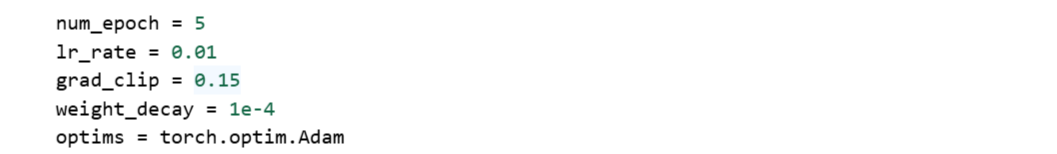 num_epoch = 5
lr_rate = 0.01
grad_clip = 0.15
weight_decay = 1e-4
optims = torch.optim.Adam